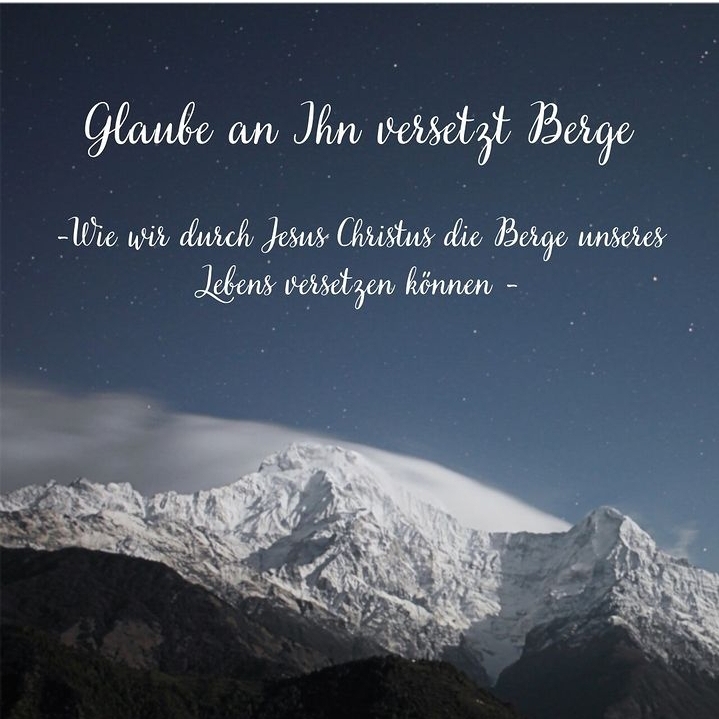 Glaube an Ihn versetzt Berge
-Wie wir durch Jesus Christus die Berge unseres
Lebens versetzen können -